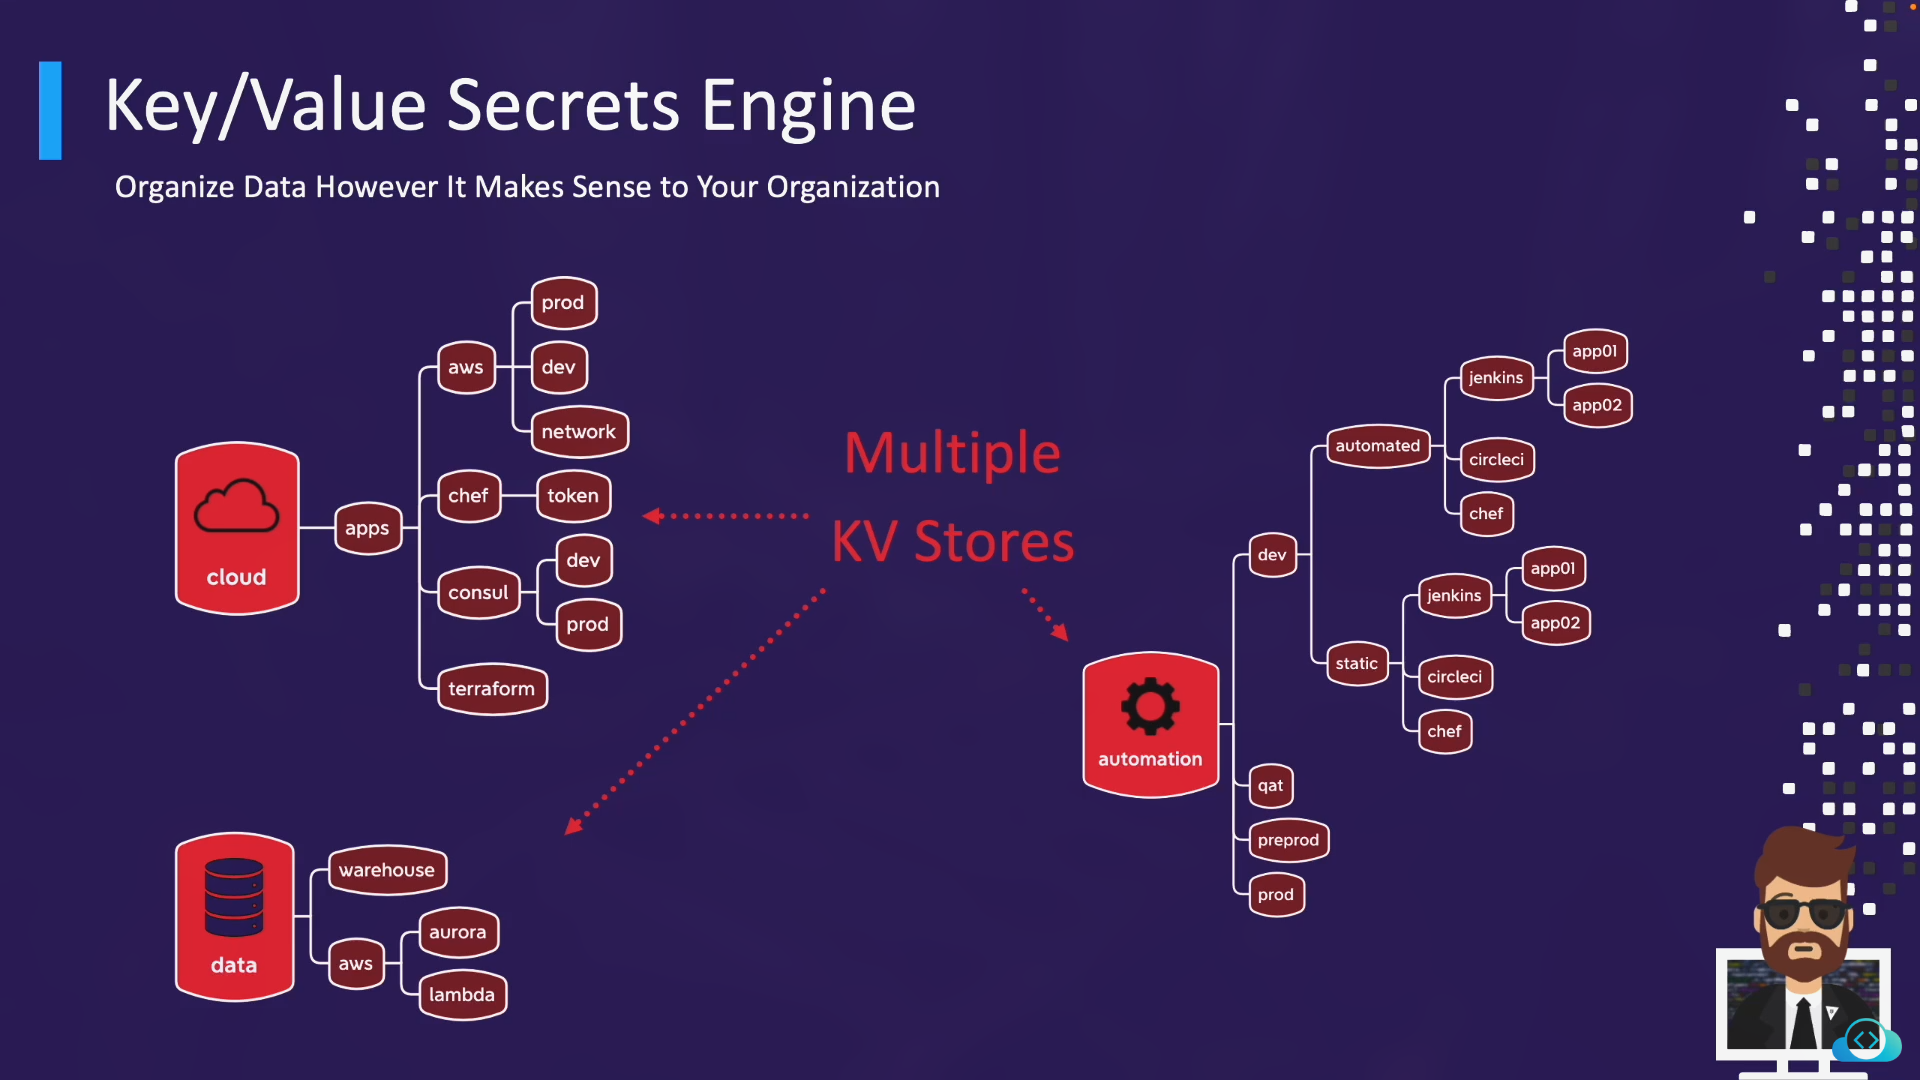 Key/Value Secrets Engine
Organize Data However It Makes Sense to Your Organization
cloud
apps
aws
prod
dev
network
chef
token
consul
dev
prod
terraform
Multiple
KV Stores
data
warehouse
aws
aurora
lambda
automation
dev
automated
jenkins
app01
app02
circleci
chef
static
jenkins
app01
app02
circleci
chef
qat
preprod
prod